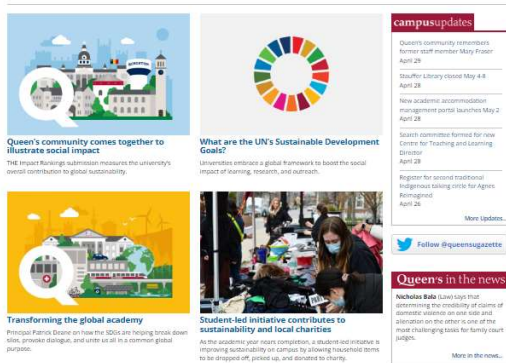 Queen's community comes together to
illustrate social impact
THE Impact Rankings submission measures the university's
overall contribution to global sustainability.
What are the UN's Sustainable Development
Goals?
Universities embrace a global framework to boost the social
impact of learning, research, and outreach.
Transforming the global academy
Principal Patrick Deane on how the SDGs are helping break down
silos, provoke dialogue, and unite us all in a common global
purpose.
Student-led initiative contributes to
sustainability and local charities
As the academic year nears completion, a student-led initiative is
improving sustainability on campus by allowing household items
to be dropped off, picked up, and donated to charity.
campusupdates
Queen's community remembers
former staff member Mary Fraser
April 29
Stauffer Library closed May 4-8
April 28
New academic accommodation
management portal launches May 2
April 28
Search committee formed for new
Centre for Teaching and Learning
Director
April 28
Register for second traditional
Indigenous talking circle for Agnes
Reimagined
April 26
More Updates...
Follow @queensugazette
Queen's in the news
Nicholas Bala (Law) says that
determining the credibility of claims of
domestic violence on one side and
alienation on the other is one of the
most challenging tasks for family court
judges.
More in the news...